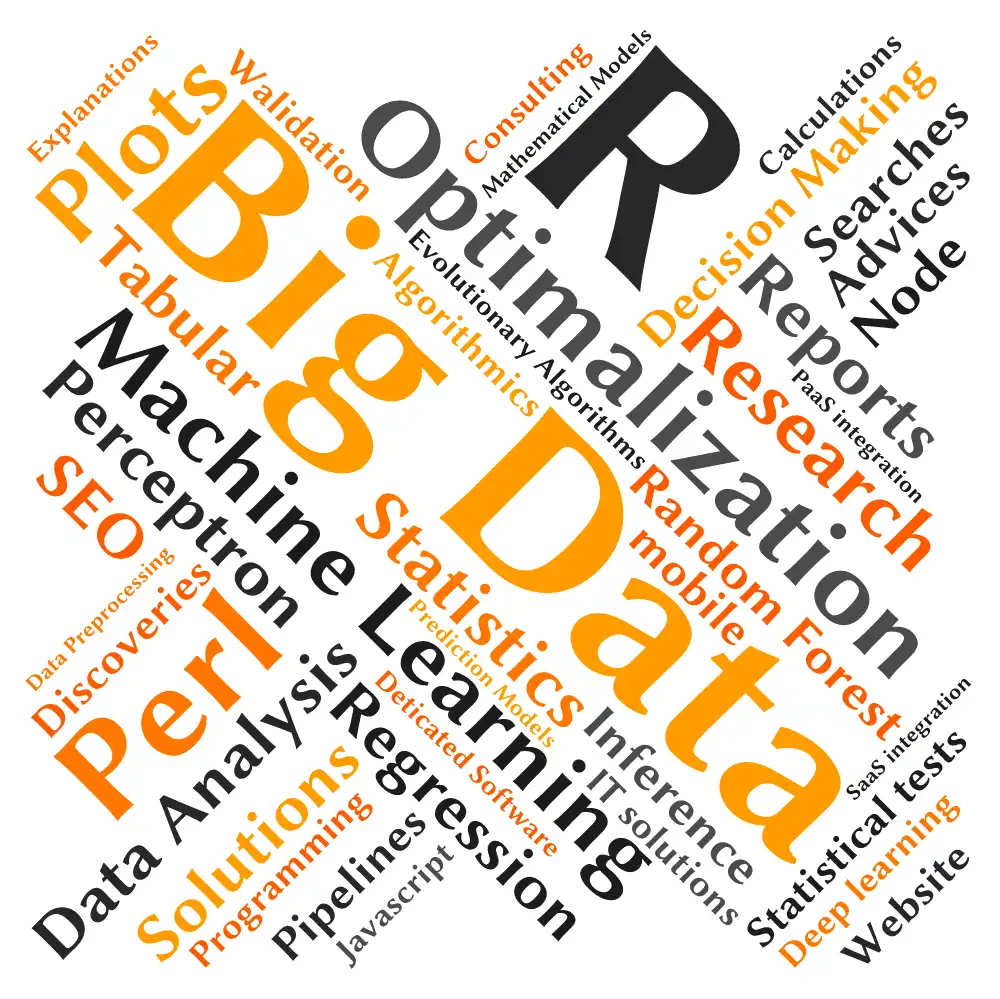 Explanations
Plots
Walidation
Big Data
Optimalization
Consulting
Mathematical Models
R
Calculations
Decision Making
Searches
Advices
Node
Tabular
Algorithmics
Evolutionary Algorithms
Reports
Research
PaaS integration
Machine Learning
Perceptron
SEO
Statistics
Random Forest
mobile
Data Preprocessing
Discoveries
Perl
Prediction Models
Data Analysis
Regression
Deticated Software
Inference
IT solutions
SaaS integration
Statistical tests
Solutions
Programming
Pipelines
Javascript
Deep learning
Website